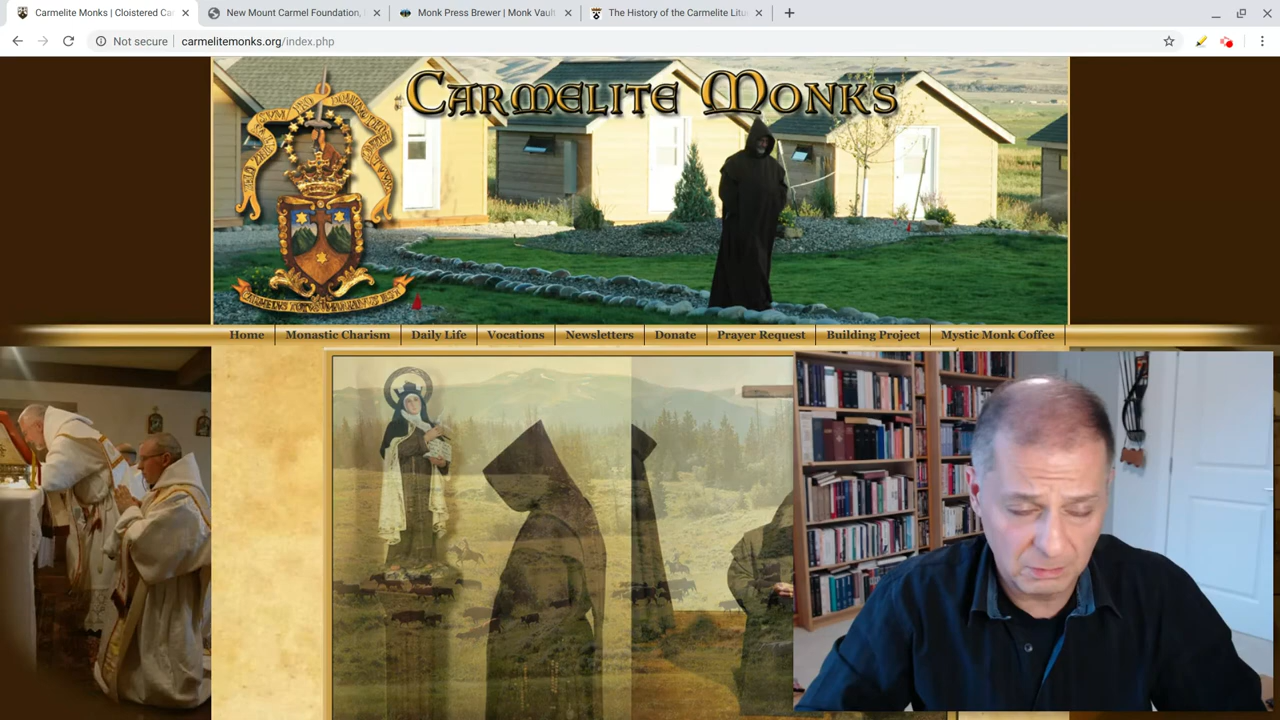 Carmelite Monks | Cloistered Ca
New Mount Carmel Foundation,
Monk Press Brewer | Monk Vaul
The History of the Carmelite Litu
Not secure
carmelitemonks.org/index.php
CARMELITE MONKS
Home
Monastic Charism
Daily Life
Vocations
Newsletters
Donate
Prayer Request
Building Project
Mystic Monk Coffee